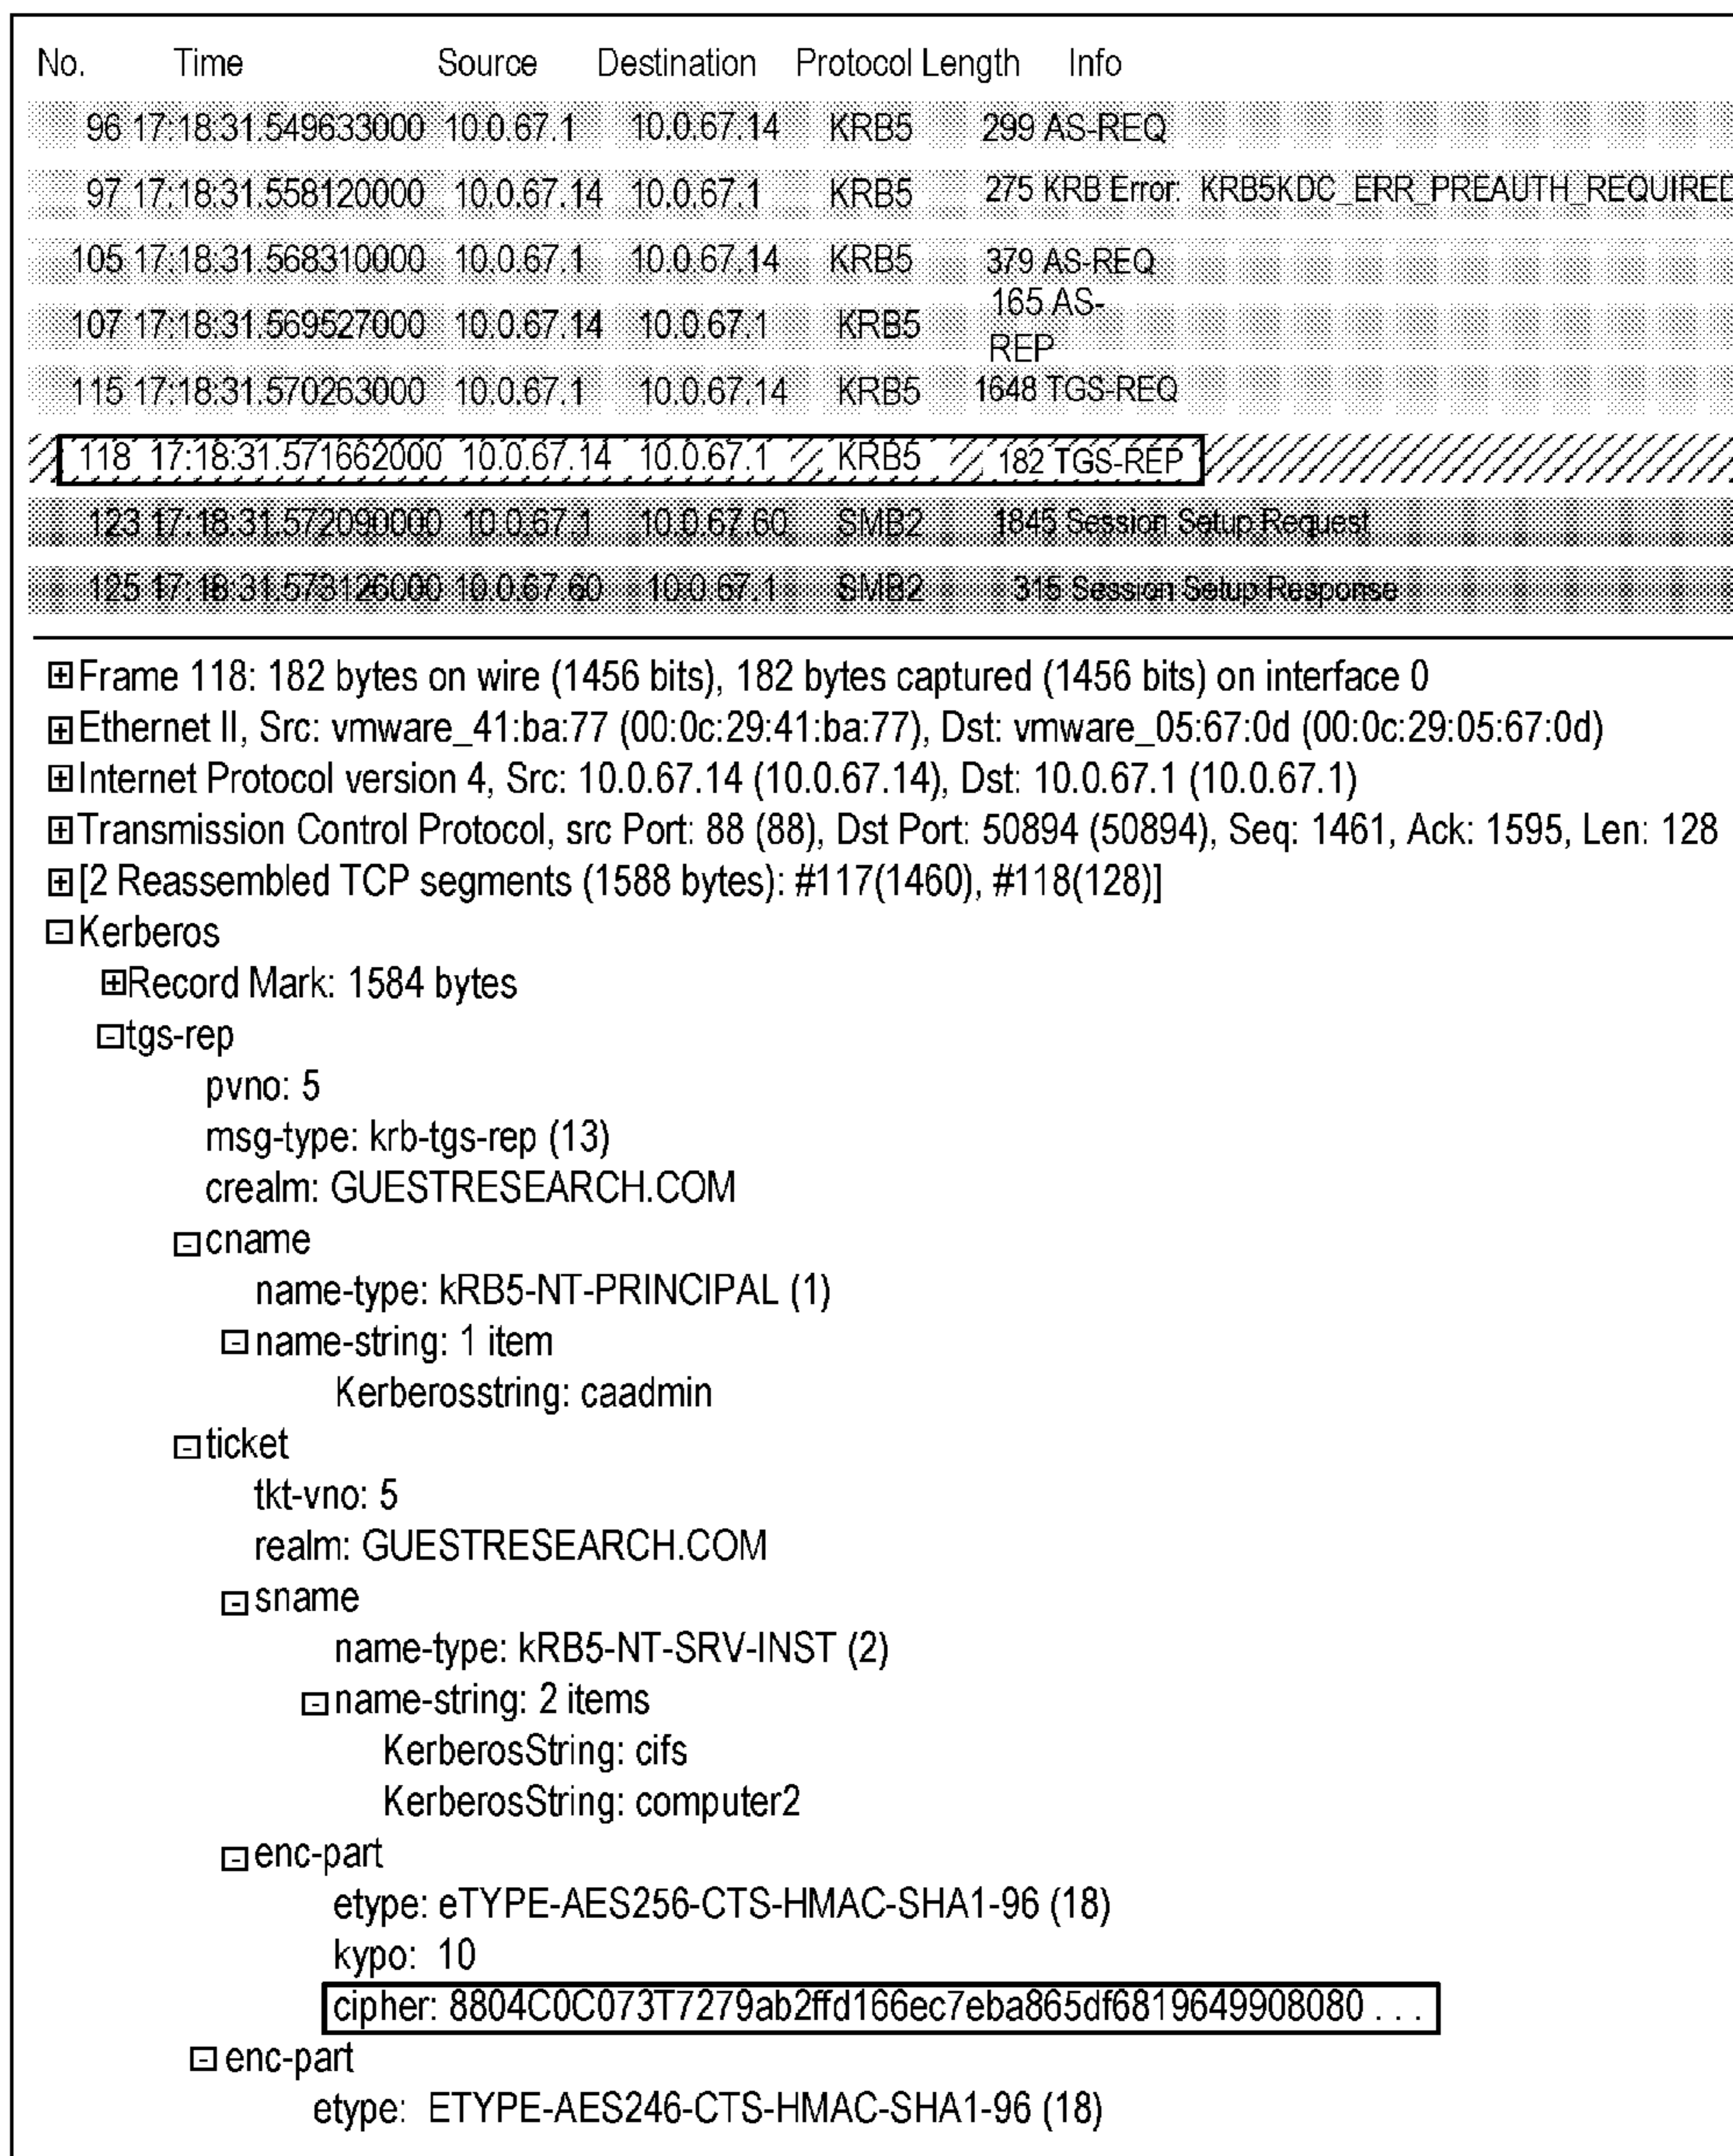 No. Time Source Destination Protocol Length Info
96 17:18:31.549633000 10.0.67.1 10.0.67.14 KRB5 299 AS-REQ
97 17:18:31.558120000 10.0.67.14 10.0.67.1 KRB5 275 KRB Error: KRB5KDC_ERR_PREAUTH_REQUIRED
105 17:18:31.568310000 10.0.67.1 10.0.67.14 KRB5 379 AS-REQ
107 17:18:31.569527000 10.0.67.14 10.0.67.1 KRB5 165 AS-
REP
115 17:18:31.570263000 10.0.67.1 10.0.67.14 KRB5 1648 TGS-REQ
118 17:18:31.571662000 10.0.67.14 10.0.67.1 KRB5 182 TGS-REP
123 17:18:31.572090000 10.0.67.1 10.0.67.60 SMB2 1845 Session Setup Request
125 17:18:31.573126000 10.0.67.60 10.0.67.1 SMB2 315 Session Setup Response
Frame 118: 182 bytes on wire (1456 bits), 182 bytes captured (1456 bits) on interface 0
Ethernet II, Src: vmware_41:ba:77 (00:0c:29:41:ba:77), Dst: vmware_05:67:0d (00:0c:29:05:67:0d)
Internet Protocol version 4, Src: 10.0.67.14 (10.0.67.14), Dst: 10.0.67.1 (10.0.67.1)
Transmission Control Protocol, src Port: 88 (88), Dst Port: 50894 (50894), Seq: 1461, Ack: 1595, Len: 128
[2 Reassembled TCP segments (1588 bytes): #117(1460), #118(128)]
Kerberos
Record Mark: 1584 bytes
tgs-rep
pvno: 5
msg-type: krb-tgs-rep (13)
crealm: GUESTRESEARCH.COM
cname
name-type: kRB5-NT-PRINCIPAL (1)
name-string: 1 item
Kerberosstring: caadmin
ticket
tkt-vno: 5
realm: GUESTRESEARCH.COM
sname
name-type: kRB5-NT-SRV-INST (2)
name-string: 2 items
KerberosString: cifs
KerberosString: computer2
enc-part
etype: eTYPE-AES256-CTS-HMAC-SHA1-96 (18)
kypo: 10
cipher: 8804C0C073T7279ab2ffd166ec7eba865df6819649908080 . . .
enc-part
etype: ETYPE-AES246-CTS-HMAC-SHA1-96 (18)